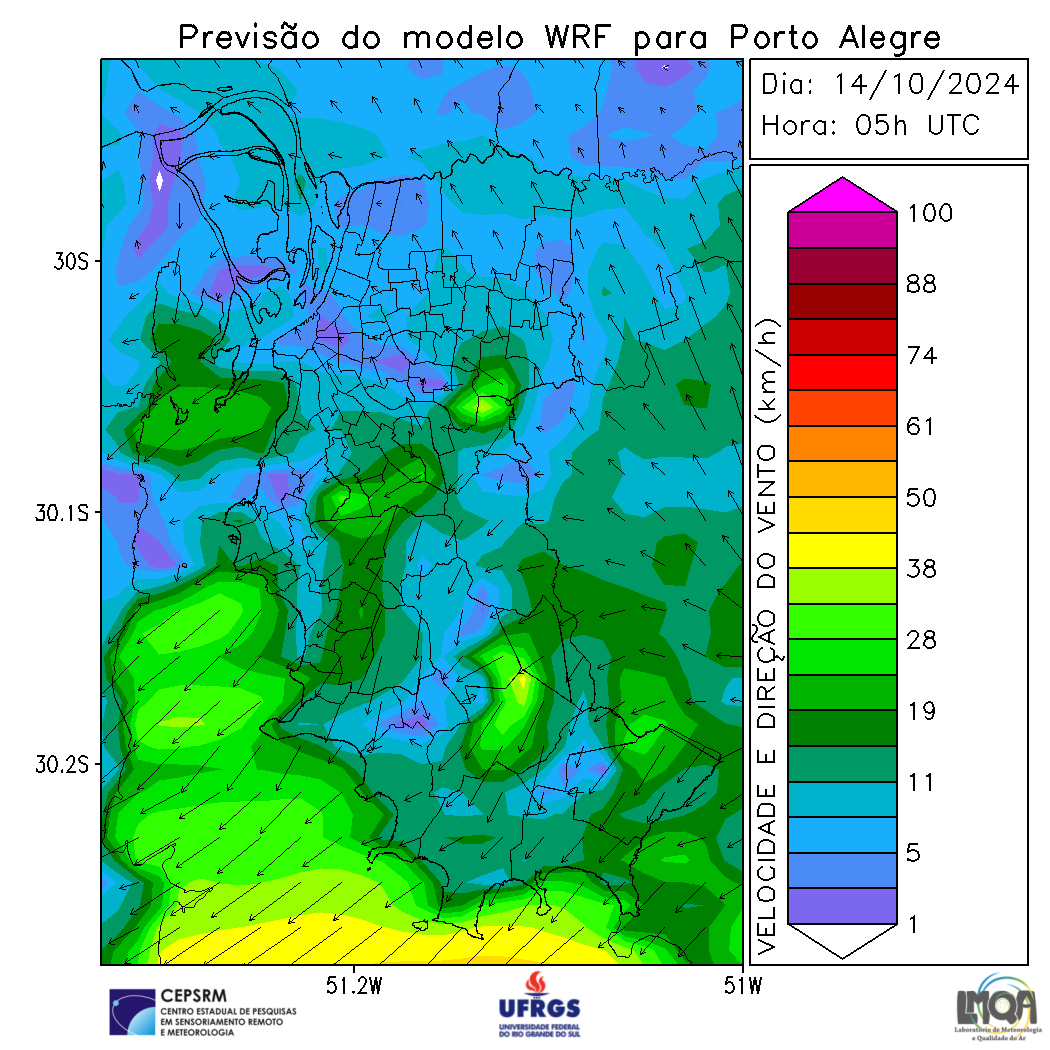 Previsão do modelo WRF para Porto Alegre
Dia: 14/10/2024
Hora: 05h UTC
30S
30.1S
30.2S
51.2W
51W
VELOCIDADE E DIREÇÃO DO VENTO (km/h)
100
88
74
61
50
38
28
19
11
5
1
CEPSRM
CENTRO ESTADUAL DE PESQUISAS
EM SENSORIAMENTO REMOTO
E METEOROLOGIA
UFRGS
UNIVERSIDADE FEDERAL
DO RIO GRANDE DO SUL
LMQA
Laboratório de Meteorologia
e Qualidade do Ar